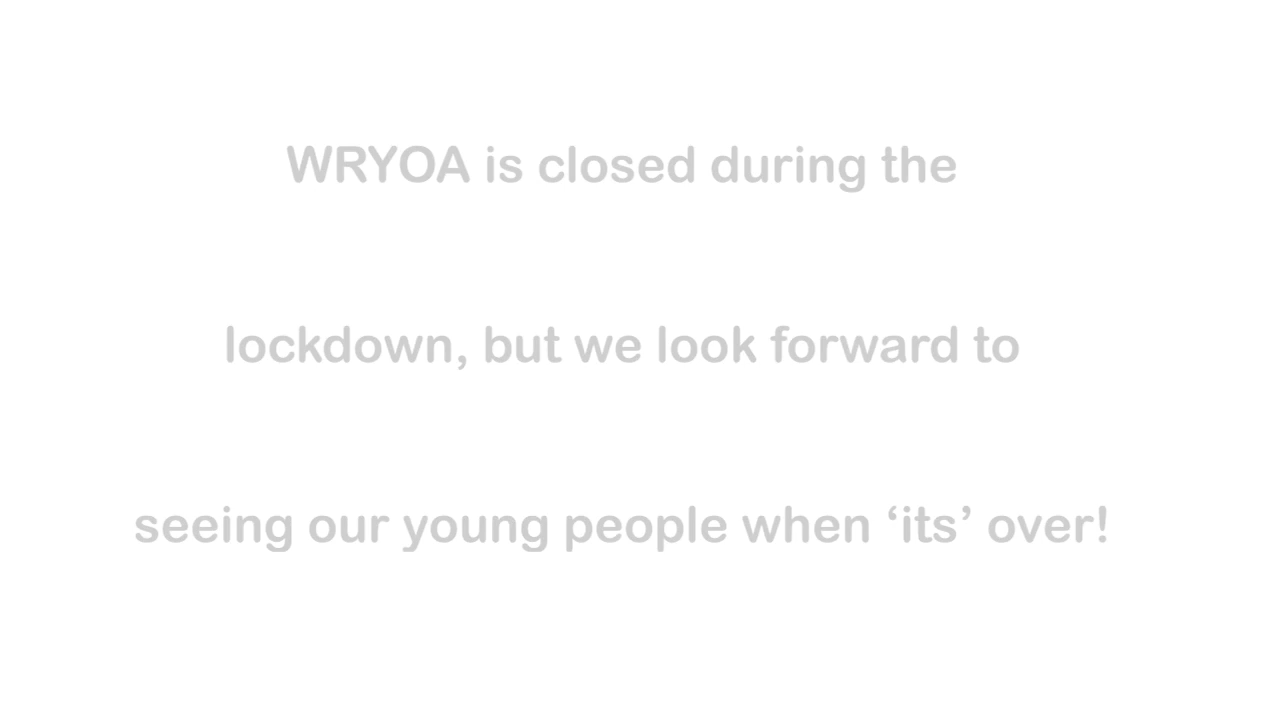 WRYOA is closed during the
lockdown, but we look forward to
seeing our young people when ‘its’ over!